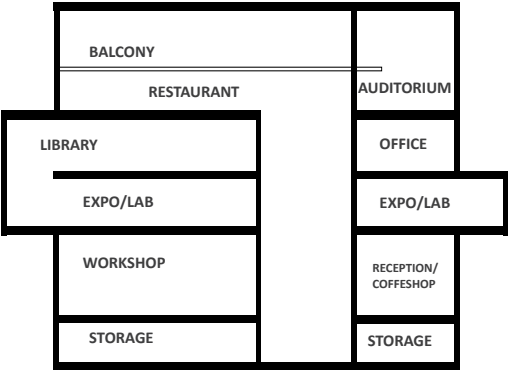 BALCONY
RESTAURANT
AUDITORIUM
LIBRARY
OFFICE
EXPO/LAB
EXPO/LAB
WORKSHOP
RECEPTION/
COFFESHOP
STORAGE
STORAGE